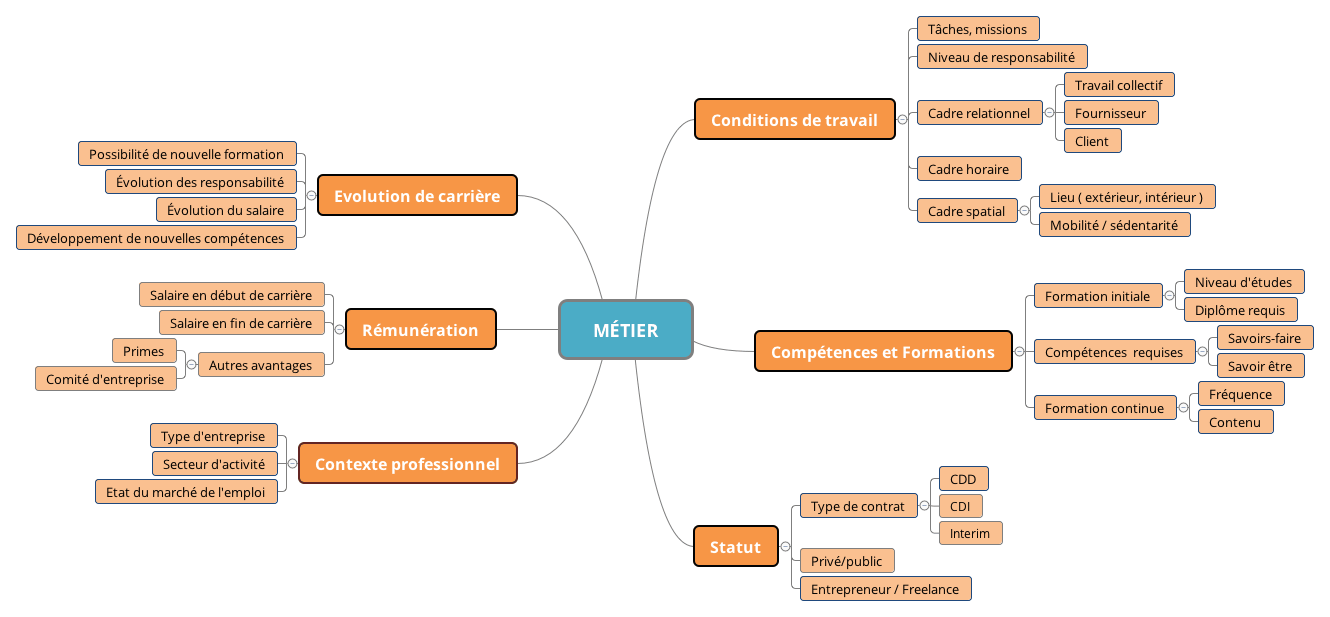 MÉTIER
Conditions de travail
Tâches, missions
Niveau de responsabilité
Cadre relationnel
Travail collectif
Fournisseur
Client
Cadre horaire
Cadre spatial
Lieu ( extérieur, intérieur )
Mobilité / sédentarité
Compétences et Formations
Formation initiale
Niveau d'études
Diplôme requis
Compétences  requises
Savoirs-faire
Savoir être
Formation continue
Fréquence
Contenu
Statut
Type de contrat
CDD
CDI
Interim
Privé/public
Entrepreneur / Freelance
Evolution de carrière
Possibilité de nouvelle formation
Évolution des responsabilité
Évolution du salaire
Développement de nouvelles compétences
Rémunération
Salaire en début de carrière
Salaire en fin de carrière
Autres avantages
Primes
Comité d'entreprise
Contexte professionnel
Type d'entreprise
Secteur d'activité
Etat du marché de l'emploi